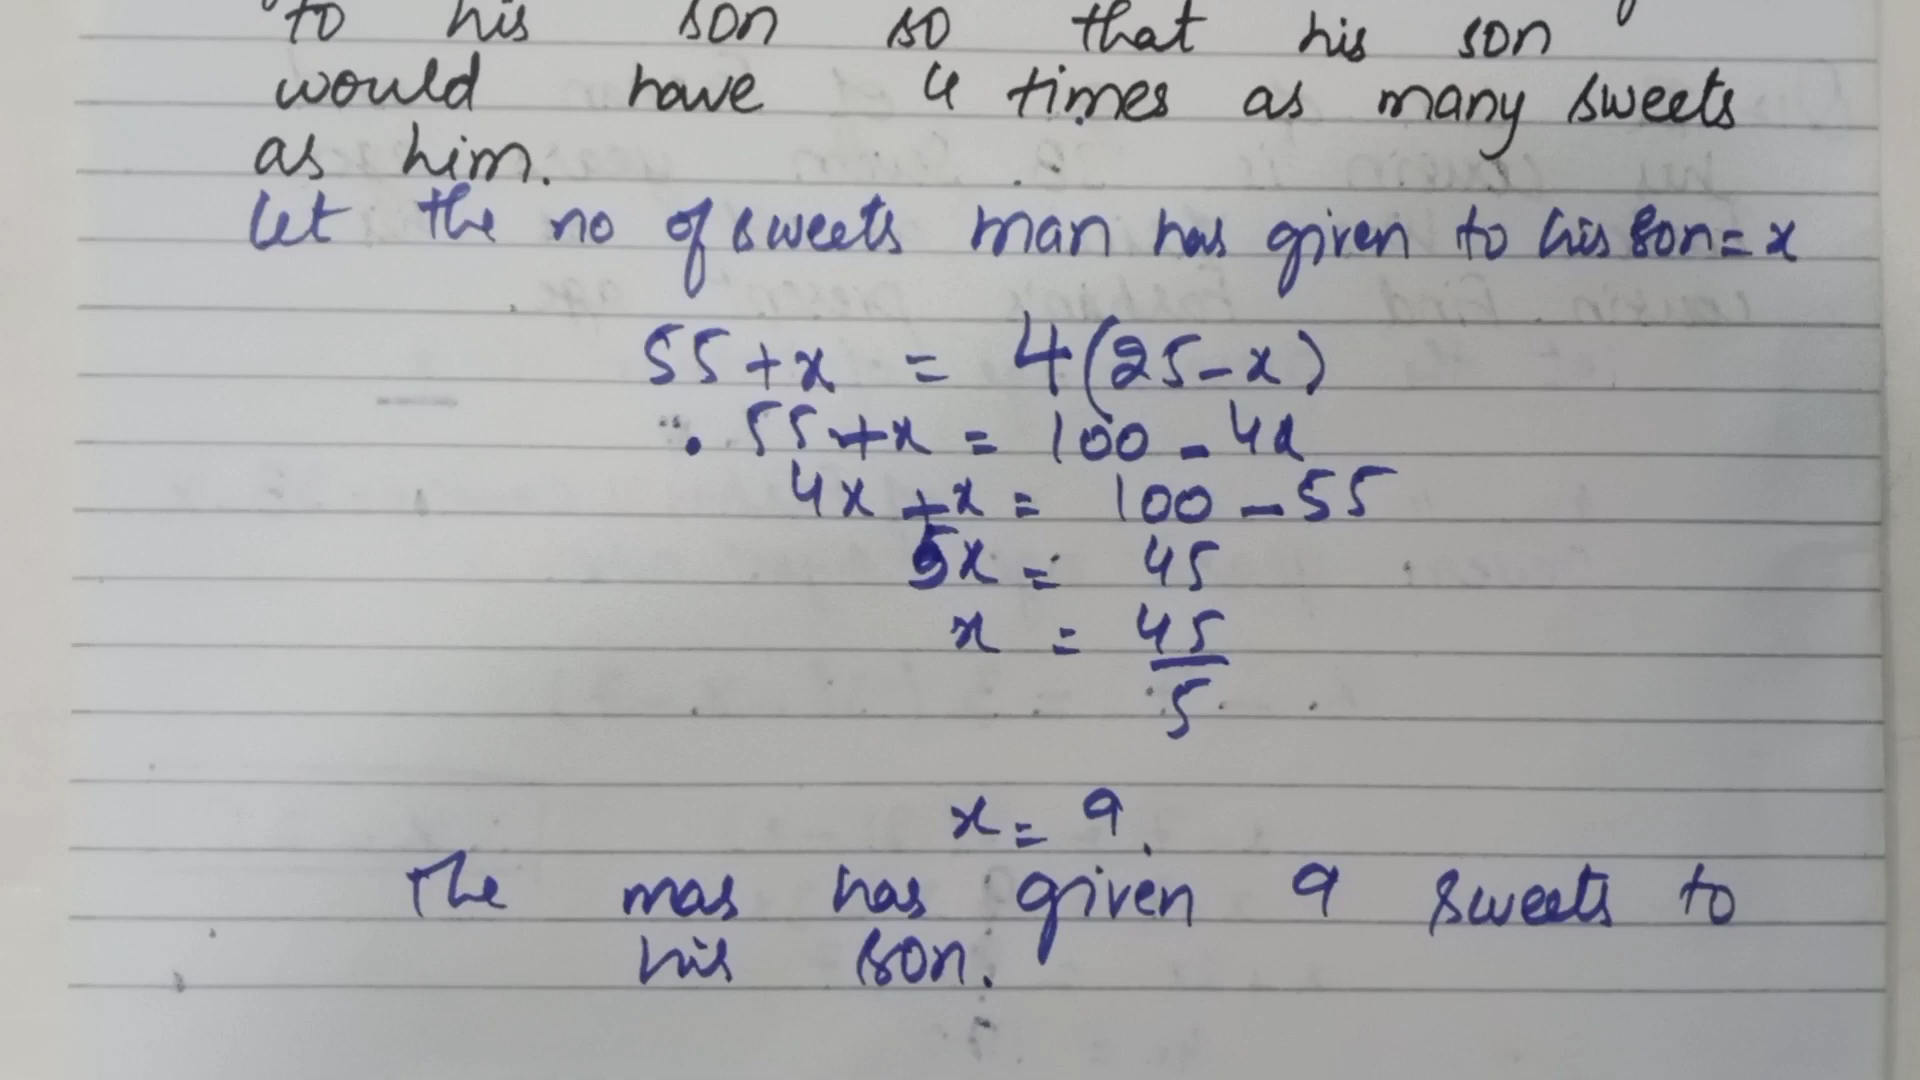 to his son so that his son
would have 4 times as many sweets
as him.
let the no of sweets man has given to his son = x
55 + x = 4(25 - x)
55 + x = 100 - 4x
4x + x = 100 - 55
5x = 45
x = 45/5
x = 9.
The mas has given 9 sweets to
his son.